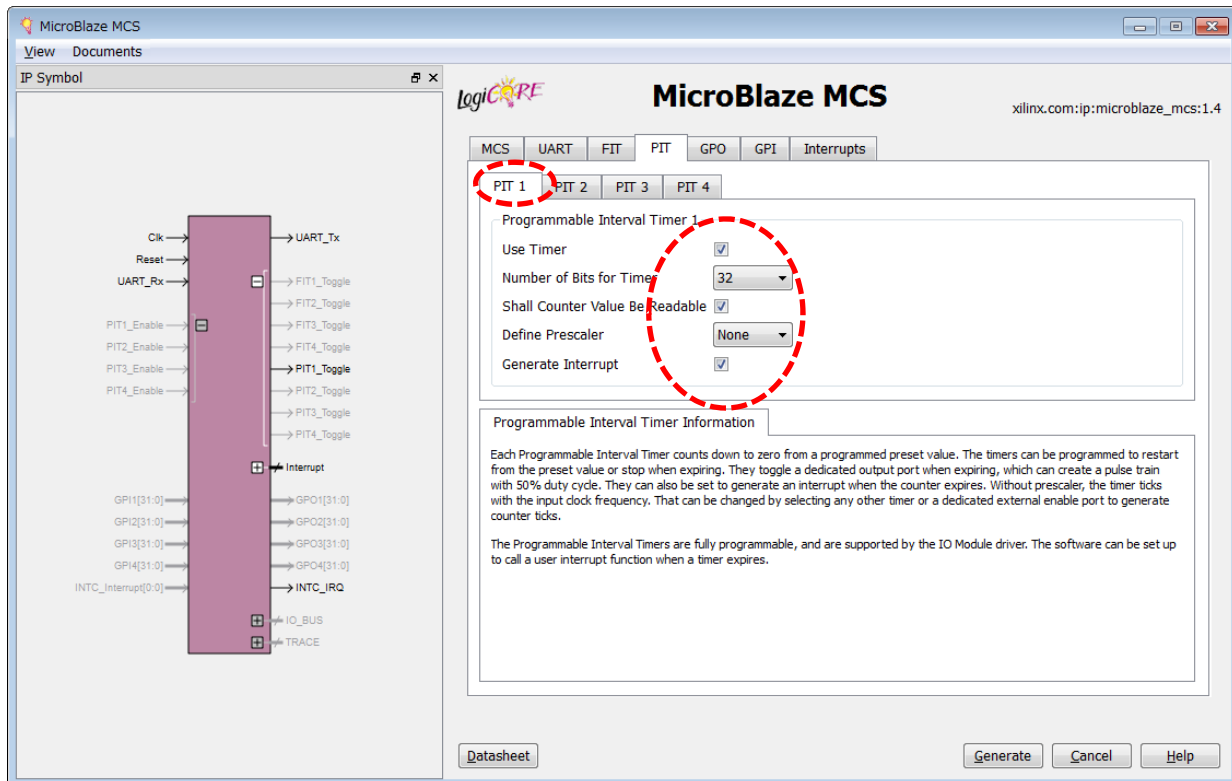 MicroBlaze MCS
View Documents
IP Symbol
Clk
Reset
UART_Rx
PIT1_Enable
PIT2_Enable
PIT3_Enable
PIT4_Enable
GPI1[31:0]
GPI2[31:0]
GPI3[31:0]
GPI4[31:0]
INTC_Interrupt[0:0]
UART_Tx
FIT1_Toggle
FIT2_Toggle
FIT3_Toggle
FIT4_Toggle
PIT1_Toggle
PIT2_Toggle
PIT3_Toggle
PIT4_Toggle
Interrupt
GPO1[31:0]
GPO2[31:0]
GPO3[31:0]
GPO4[31:0]
INTC_IRQ
IO_BUS
TRACE
LogiCORE
MicroBlaze MCS
xilinx.com:ip:microblaze_mcs:1.4
MCS UART FIT PIT GPO GPI Interrupts
PIT 1 PIT 2 PIT 3 PIT 4
Programmable Interval Timer 1
Use Timer
Number of Bits for Timer 32
Shall Counter Value Be Readable
Define Prescaler None
Generate Interrupt
Programmable Interval Timer Information
Each Programmable Interval Timer counts down to zero from a programmed preset value. The timers can be programmed to restart
from the preset value or stop when expiring. They toggle a dedicated output port when expiring, which can create a pulse train
with 50% duty cycle. They can also be set to generate an interrupt when the counter expires. Without prescaler, the timer ticks
with the input clock frequency. That can be changed by selecting any other timer or a dedicated external enable port to generate
counter ticks.
The Programmable Interval Timers are fully programmable, and are supported by the IO Module driver. The software can be set up
to call a user interrupt function when a timer expires.
Datasheet Generate Cancel Help